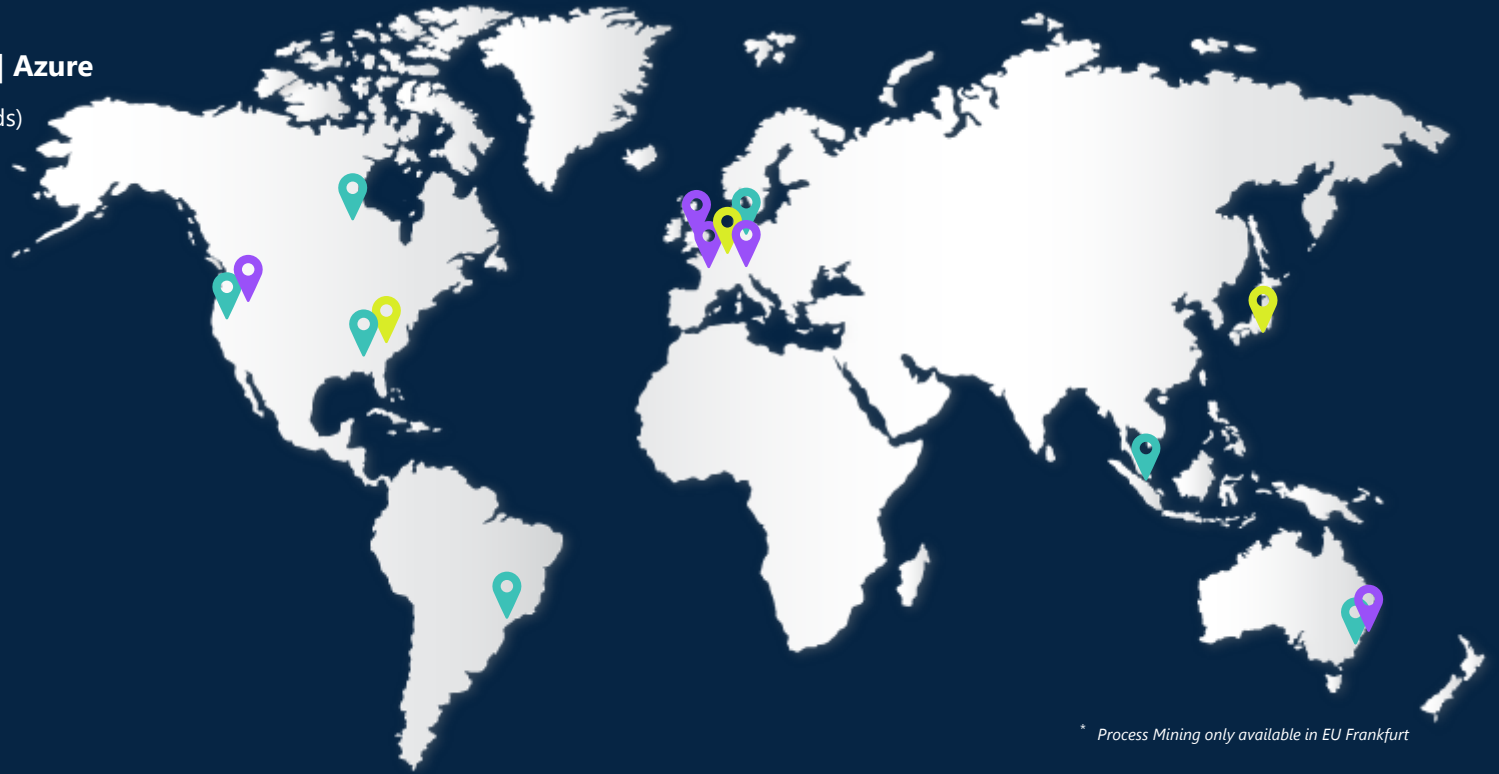 | Azure
ds)
* Process Mining only available in EU Frankfurt